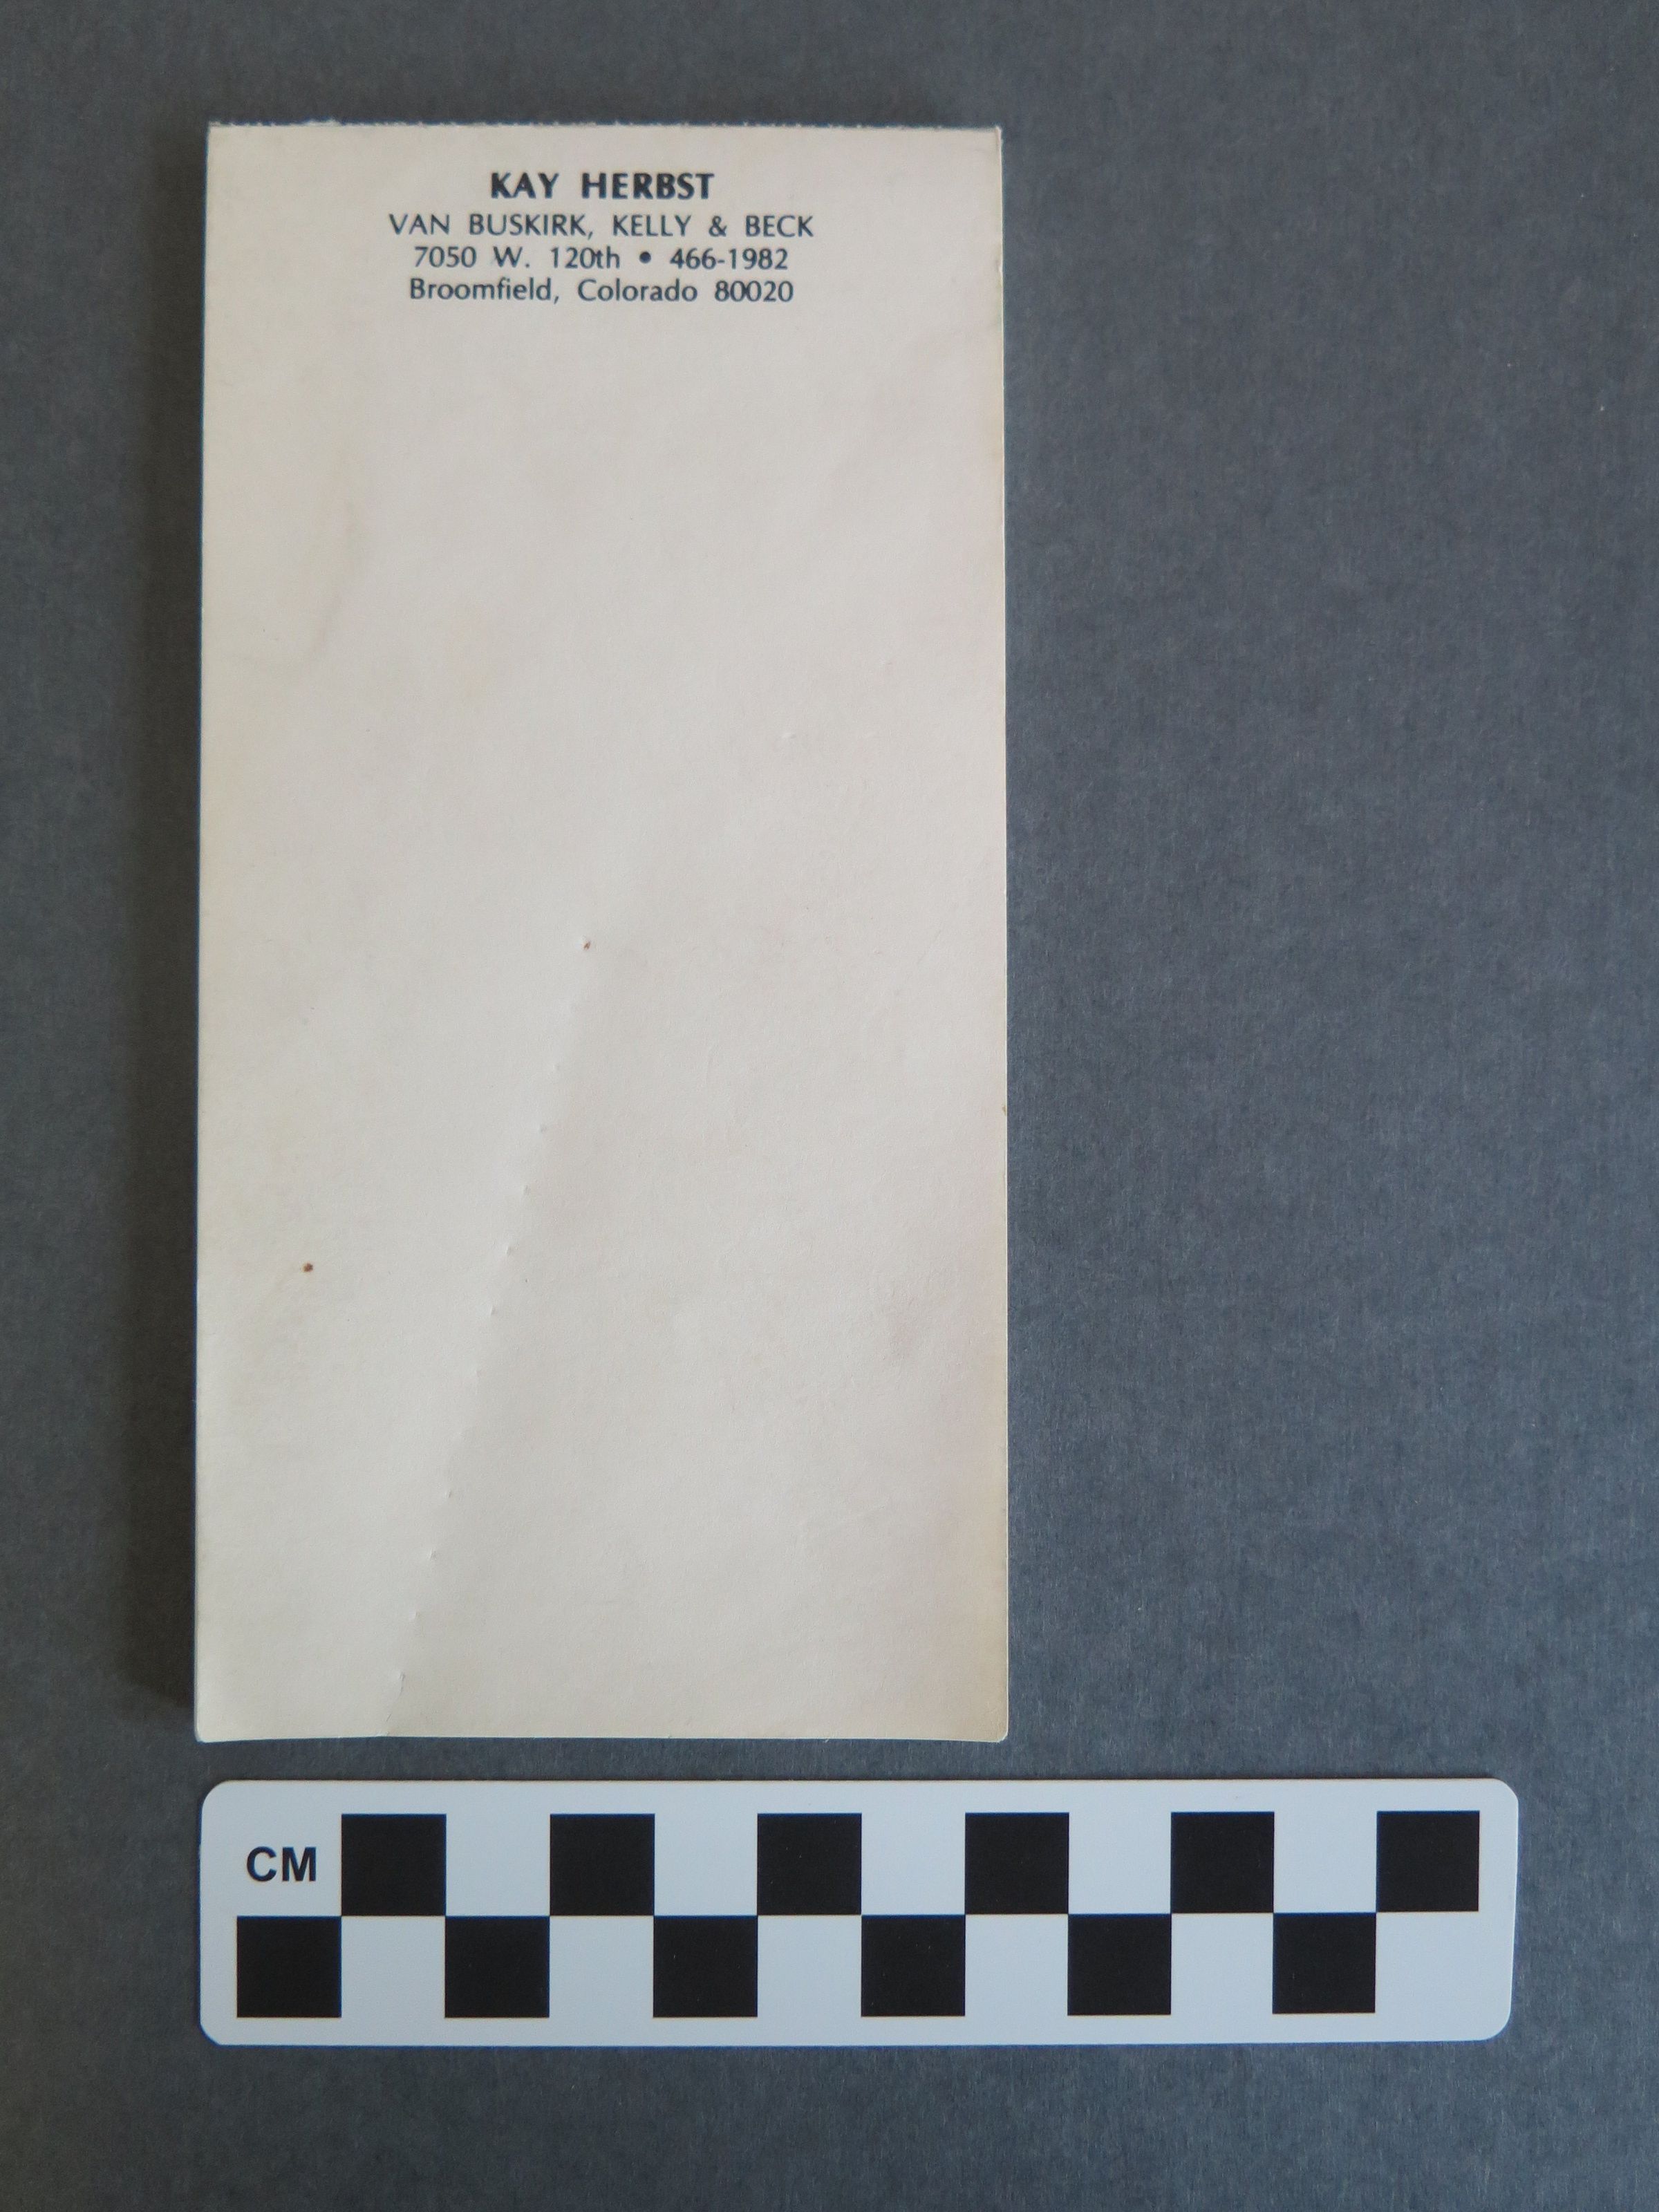 KAY HERBST
VAN BUSKIRK, KELLY & BECK
7050 W. 120th • 466-1982
Broomfield, Colorado 80020
CM